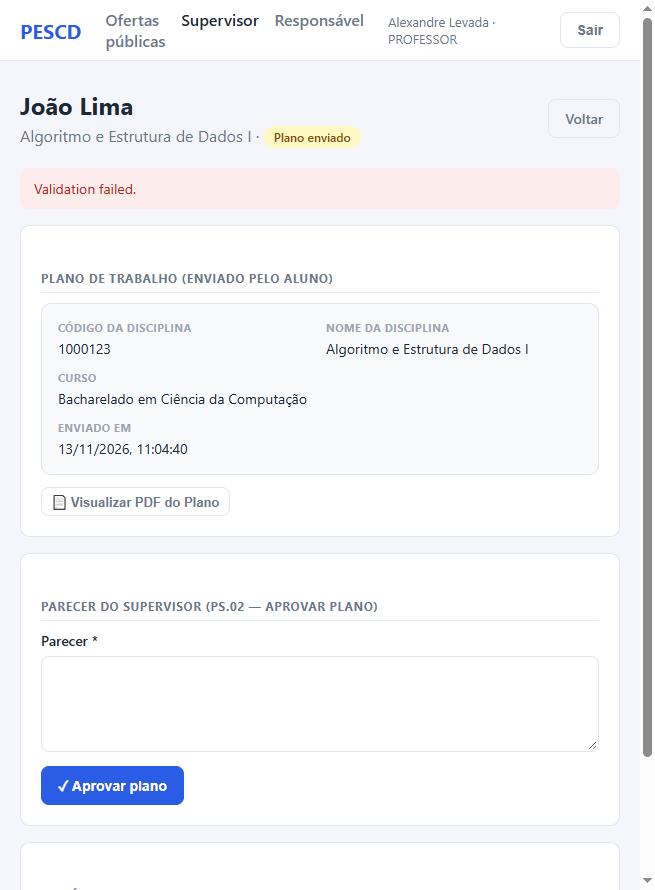 PESCD
Ofertas públicas
Supervisor
Responsável
Alexandre Levada ·
PROFESSOR
Sair
João Lima
Algoritmo e Estrutura de Dados I · Plano enviado
Voltar
Validation failed.
PLANO DE TRABALHO (ENVIADO PELO ALUNO)
CÓDIGO DA DISCIPLINA
1000123
NOME DA DISCIPLINA
Algoritmo e Estrutura de Dados I
CURSO
Bacharelado em Ciência da Computação
ENVIADO EM
13/11/2026, 11:04:40
Visualizar PDF do Plano
PARECER DO SUPERVISOR (PS.02 — APROVAR PLANO)
Parecer *
✓ Aprovar plano